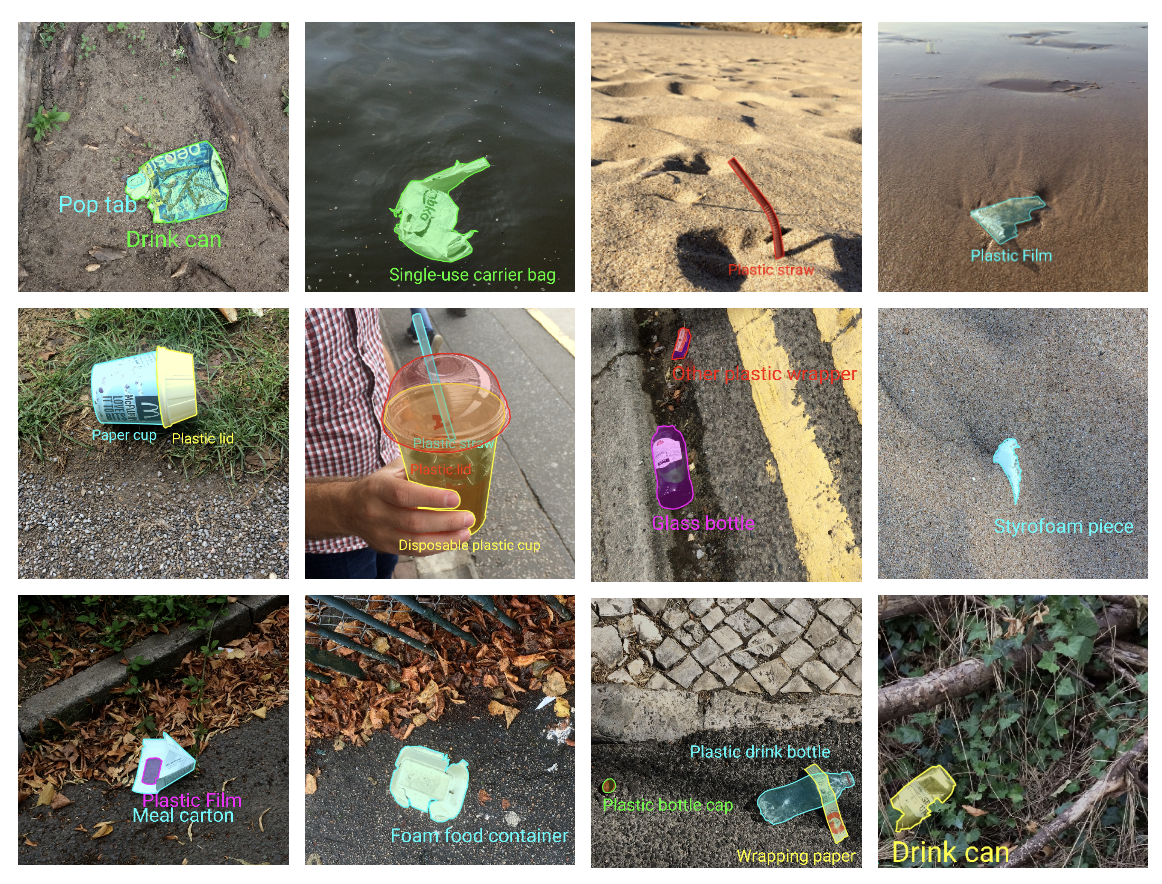 pepsi
Pop tab
Drink can
Single-use carrier bag
Plastic straw
Plastic Film
Paper cup
Plastic lid
Plastic straw
Plastic lid
Disposable plastic cup
Other plastic wrapper
Glass bottle
Styrofoam piece
Plastic Film
Meal carton
Foam food container
Plastic drink bottle
Plastic bottle cap
Wrapping paper
Drink can